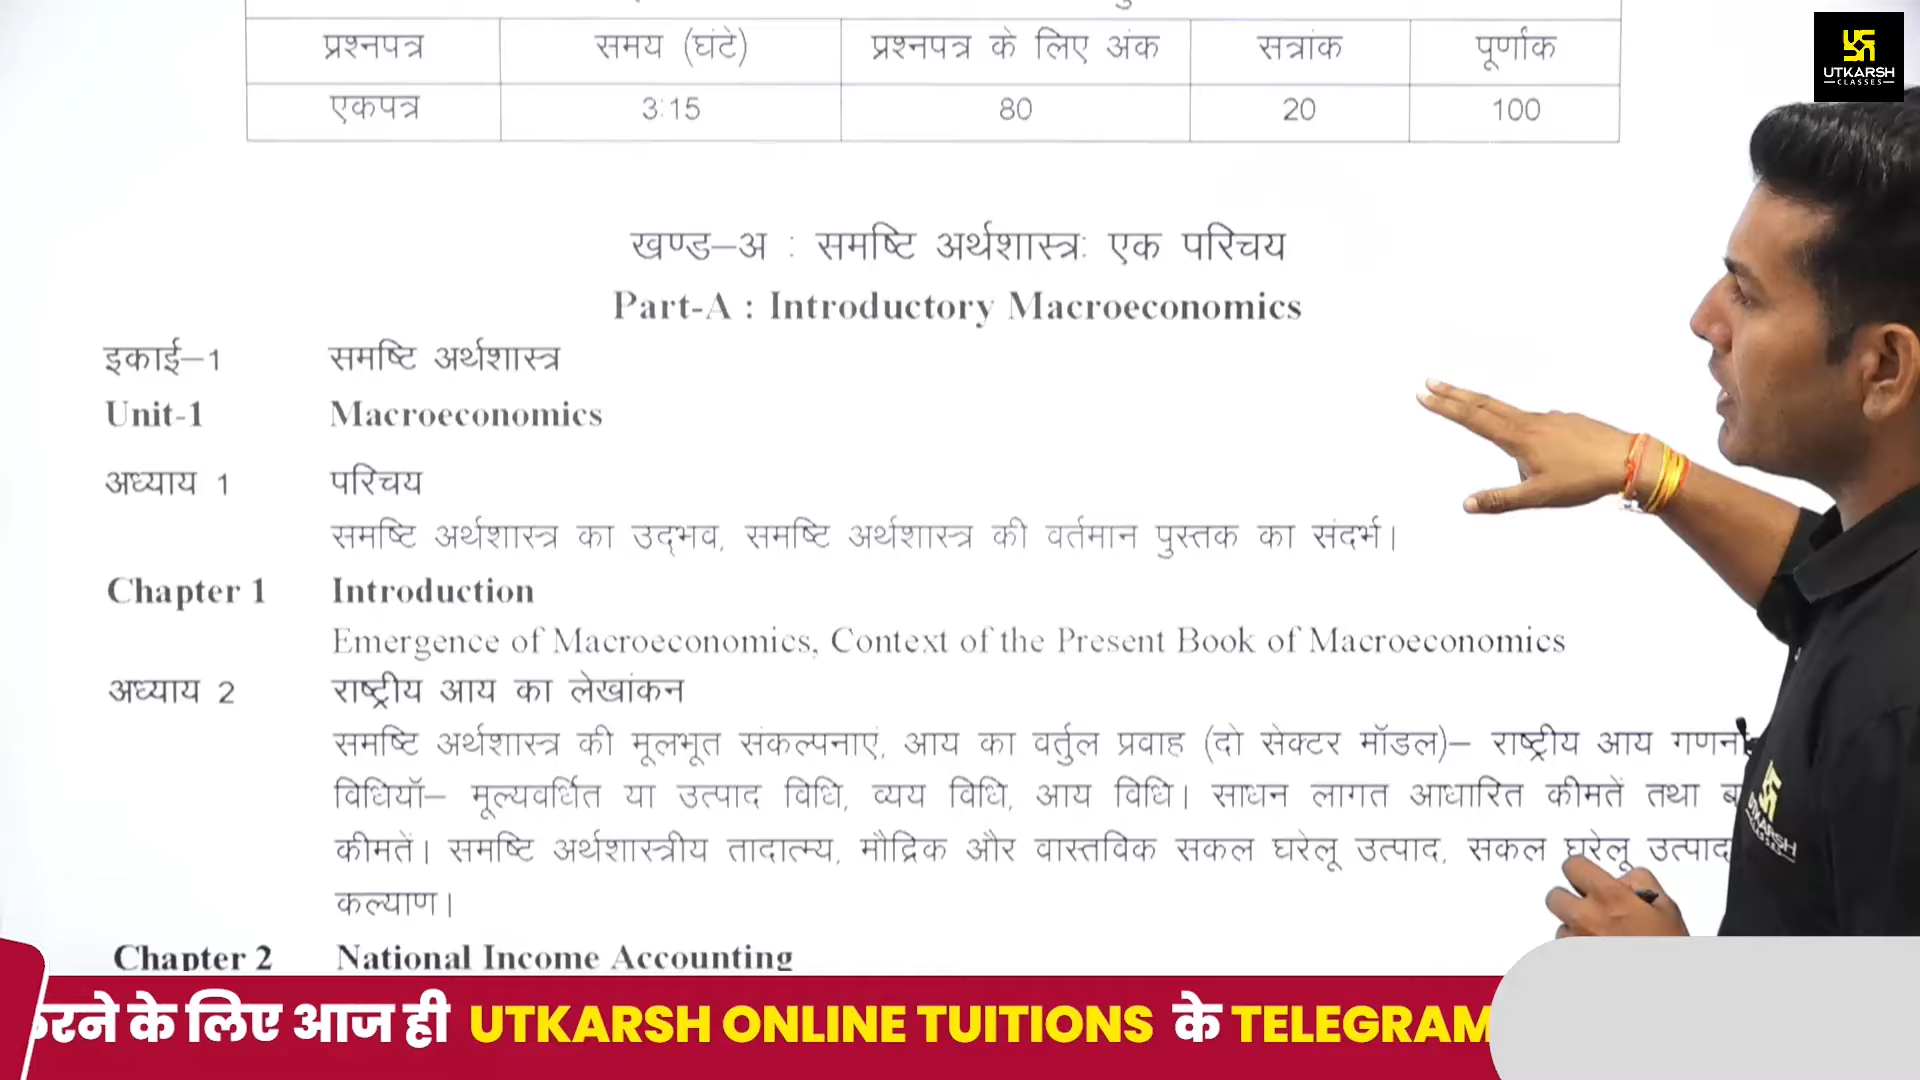 प्रश्नपत्र समय (घंटे) प्रश्नपत्र के लिए अंक सत्रांक पूर्णांक
एकपत्र 3:15 80 20 100
UTKARSH
CLASSES
खण्ड–अ : समष्टि अर्थशास्त्र: एक परिचय
Part-A : Introductory Macroeconomics
इकाई–1 समष्टि अर्थशास्त्र
Unit-1 Macroeconomics
अध्याय 1 परिचय
समष्टि अर्थशास्त्र का उद्भव, समष्टि अर्थशास्त्र की वर्तमान पुस्तक का संदर्भ।
Chapter 1 Introduction
Emergence of Macroeconomics, Context of the Present Book of Macroeconomics
अध्याय 2 राष्ट्रीय आय का लेखांकन
समष्टि अर्थशास्त्र की मूलभूत संकल्पनाएं, आय का वर्तुल प्रवाह (दो सेक्टर मॉडल)– राष्ट्रीय आय
विधियाँ– मूल्यवर्धित या उत्पाद विधि, व्यय विधि, आय विधि। साधन लागत आधारित कीमतें तथा
कीमतें। समष्टि अर्थशास्त्रीय तादात्म्य, मौद्रिक और वास्तविक सकल घरेलू उत्पाद, सकल घरेलू उत्पाद
कल्याण।
Chapter 2 National Income Accounting
UTKARSH
के लिए आज ही UTKARSH ONLINE TUITIONS के TELEGRAM